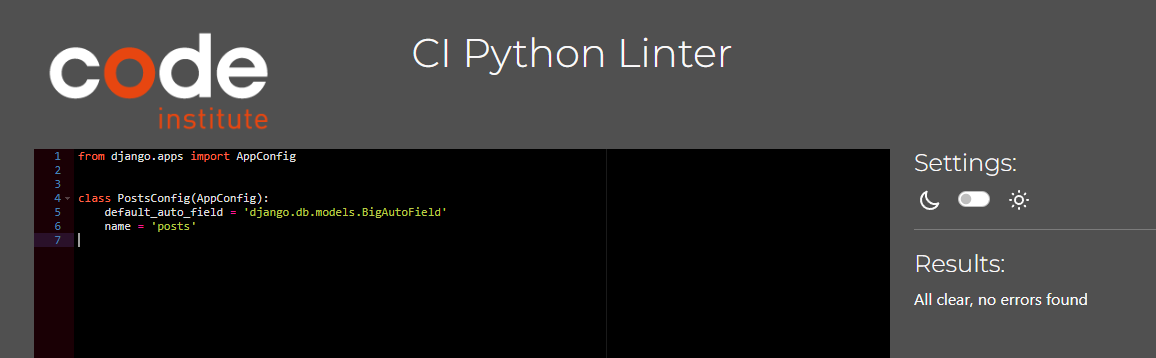 code
institute
CI Python Linter
1 from django.apps import AppConfig
2
3
4 class PostsConfig(AppConfig):
5     default_auto_field = 'django.db.models.BigAutoField'
6     name = 'posts'
7
Settings:
Results:
All clear, no errors found